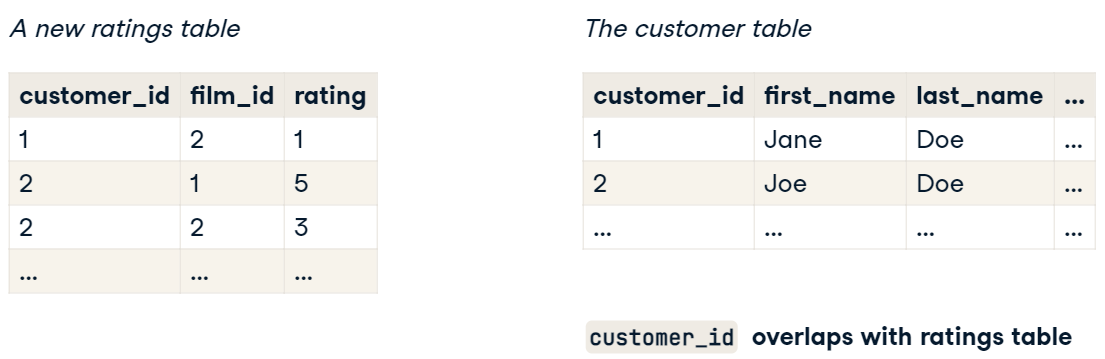 A new ratings table
customer_id film_id rating
1 2 1
2 1 5
2 2 3
... ... ...
The customer table
customer_id first_name last_name ...
1 Jane Doe ...
2 Joe Doe ...
... ... ... ...
customer_id overlaps with ratings table